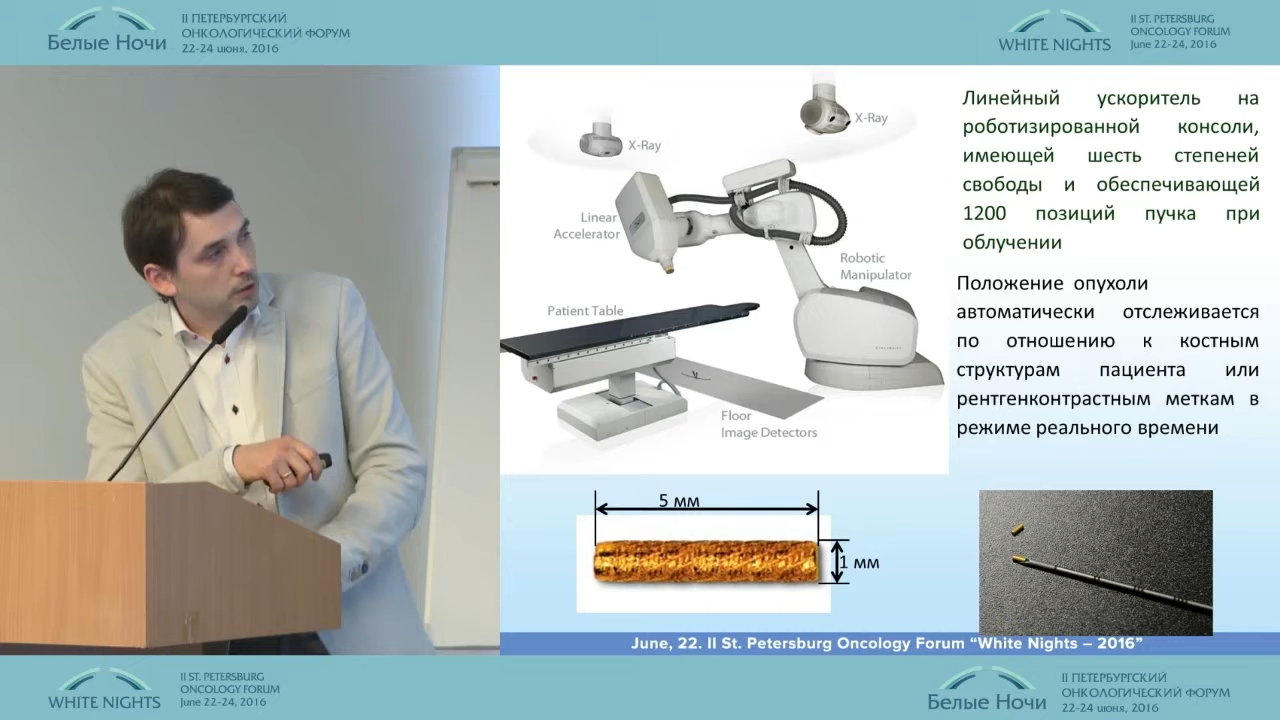 Белые Ночи
II ПЕТЕРБУРГСКИЙ
ОНКОЛОГИЧЕСКИЙ ФОРУМ
22-24 июня, 2016
WHITE NIGHTS
II ST. PETERSBURG
ONCOLOGY FORUM
June 22-24, 2016
X-Ray
X-Ray
Linear
Accelerator
Robotic
Manipulator
Patient Table
Floor
Image Detectors
Линейный ускоритель на
роботизированной консоли,
имеющей шесть степеней
свободы и обеспечивающей
1200 позиций пучка при
облучении
Положение опухоли
автоматически отслеживается
по отношению к костным
структурам пациента или
рентгенконтрастным меткам в
режиме реального времени
5 мм
1 мм
June, 22. II St. Petersburg Oncology Forum “White Nights – 2016”
WHITE NIGHTS
II ST. PETERSBURG
ONCOLOGY FORUM
June 22-24, 2016
Белые Ночи
II ПЕТЕРБУРГСКИЙ
ОНКОЛОГИЧЕСКИЙ ФОРУМ
22-24 июня, 2016